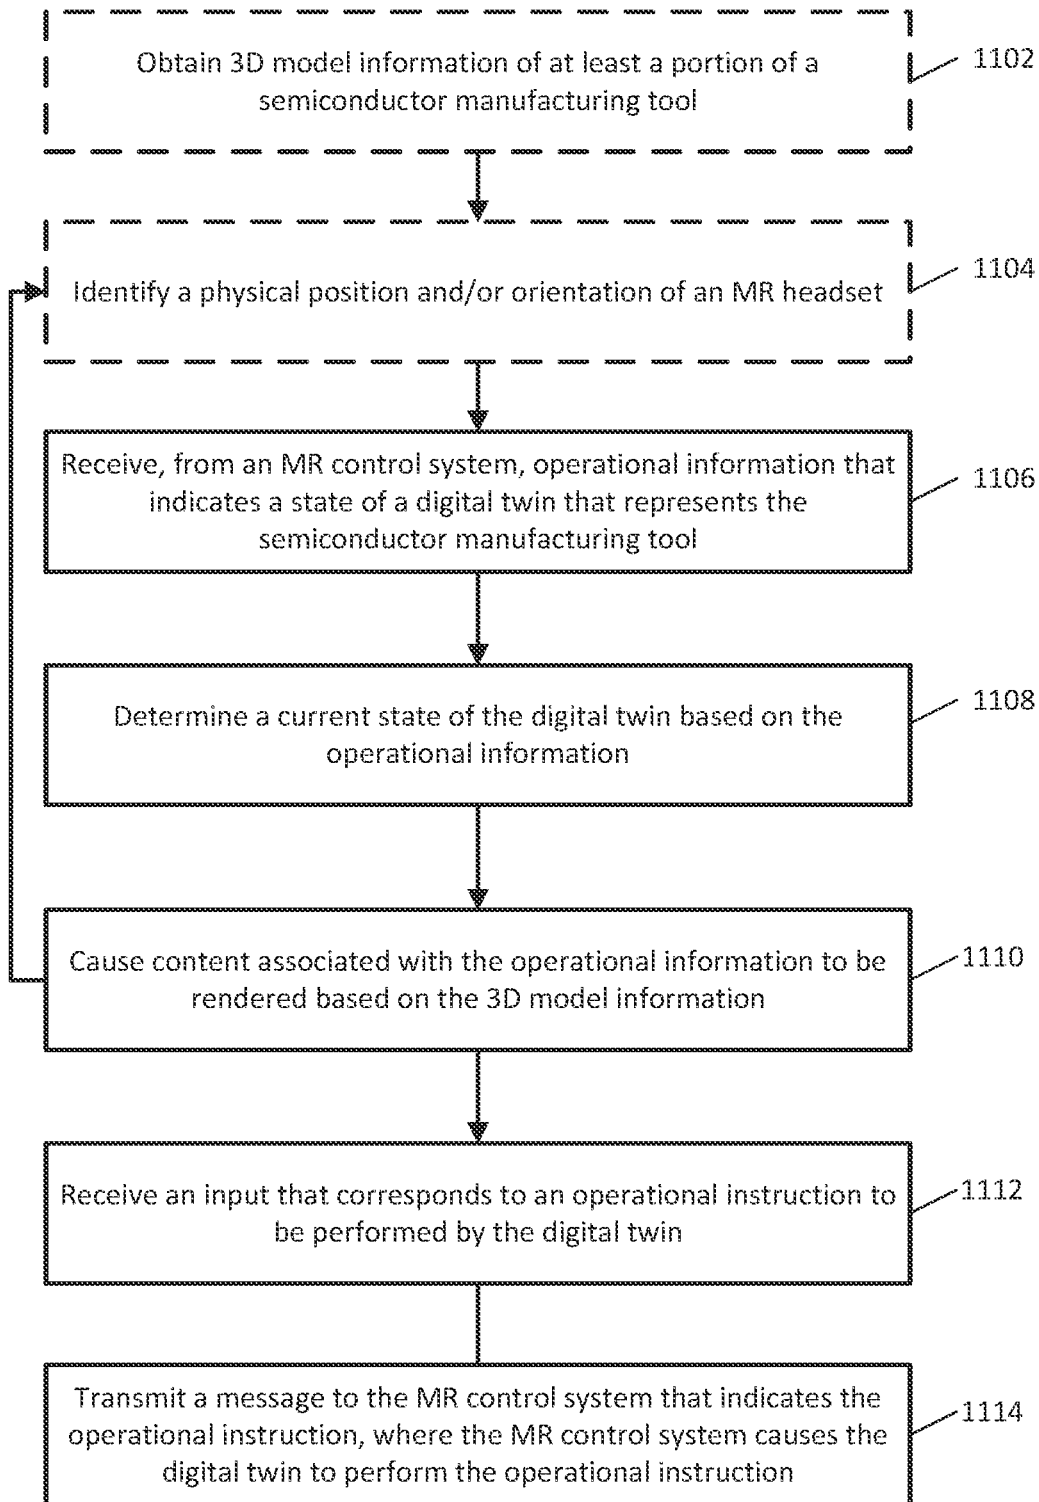 Obtain 3D model information of at least a portion of a
semiconductor manufacturing tool
1102
Identify a physical position and/or orientation of an MR headset
1104
Receive, from an MR control system, operational information that
indicates a state of a digital twin that represents the
semiconductor manufacturing tool
1106
Determine a current state of the digital twin based on the
operational information
1108
Cause content associated with the operational information to be
rendered based on the 3D model information
1110
Receive an input that corresponds to an operational instruction to
be performed by the digital twin
1112
Transmit a message to the MR control system that indicates the
operational instruction, where the MR control system causes the
digital twin to perform the operational instruction
1114